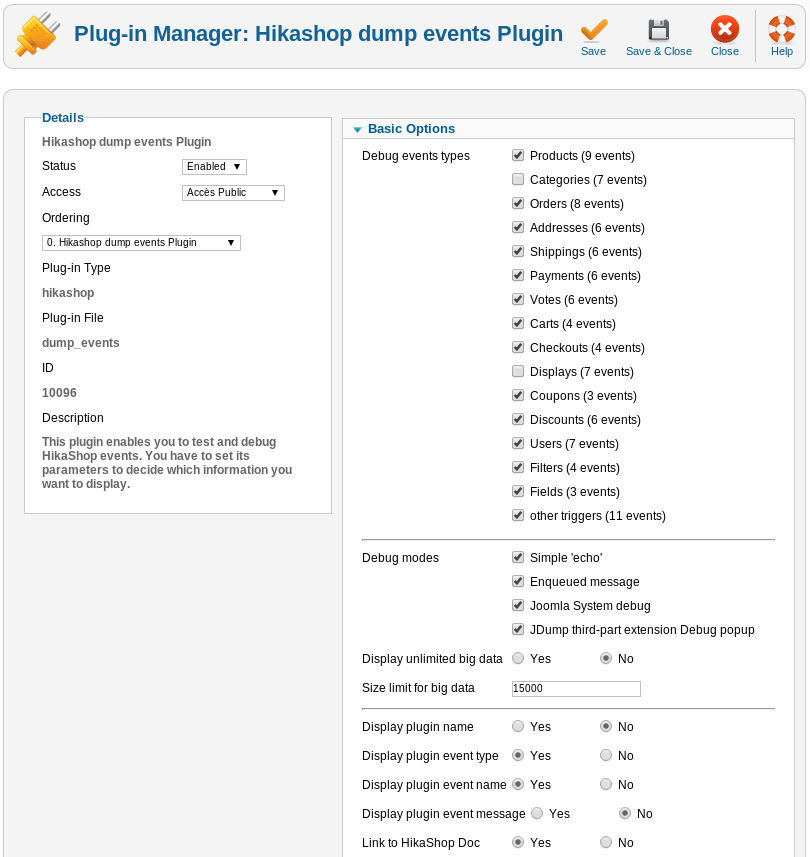 Plug-in Manager: Hikashop dump events Plugin
Save
Save & Close
Close
Help
Details
Hikashop dump events Plugin
Status Enabled
Access Accès Public
Ordering
0. Hikashop dump events Plugin
Plug-in Type
hikashop
Plug-in File
dump_events
ID
10096
Description
This plugin enables you to test and debug
HikaShop events. You have to set its
parameters to decide which information you
want to display.
Basic Options
Debug events types Products (9 events)
Categories (7 events)
Orders (8 events)
Addresses (6 events)
Shippings (6 events)
Payments (6 events)
Votes (6 events)
Carts (4 events)
Checkouts (4 events)
Displays (7 events)
Coupons (3 events)
Discounts (6 events)
Users (7 events)
Filters (4 events)
Fields (3 events)
other triggers (11 events)
Debug modes Simple 'echo'
Enqueued message
Joomla System debug
JDump third-part extension Debug popup
Display unlimited big data Yes No
Size limit for big data 15000
Display plugin name Yes No
Display plugin event type Yes No
Display plugin event name Yes No
Display plugin event message Yes No
Link to HikaShop Doc Yes No